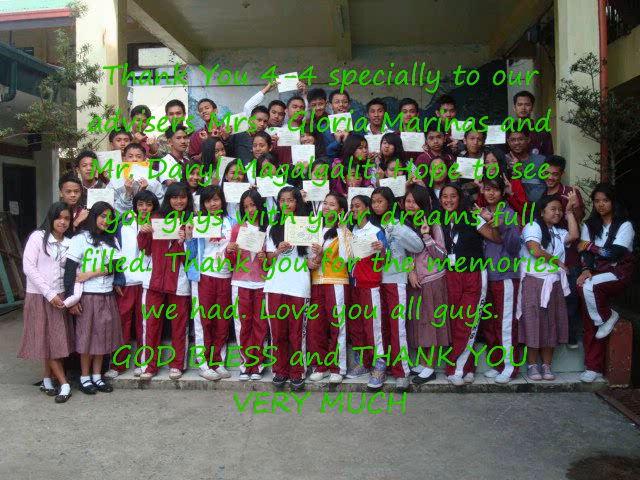 Thank You 4-4 specially to our
advisers Mrs. Gloria Marinas and
Mr. Daryl Magalgalit. Hope to see
you guys with your dreams full
filled. Thank you for the memories
we had. Love you all guys.
GOD BLESS and THANK YOU
VERY MUCH